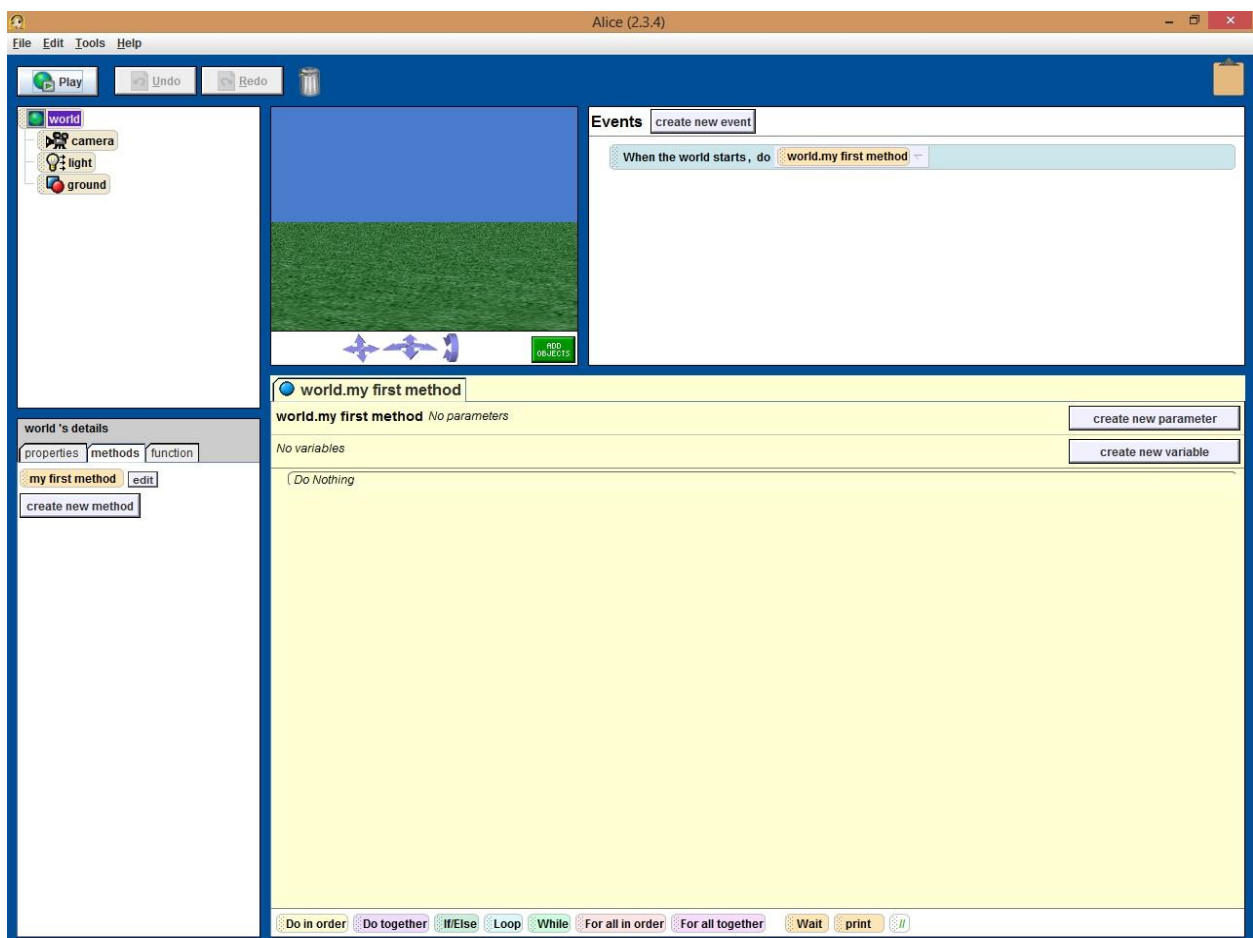 Alice (2.3.4)
File Edit Tools Help
Play Undo Redo
world
camera
light
ground
Events create new event
When the world starts, do world.my first method
ADD OBJECTS
world 's details
properties methods function
my first method edit
create new method
world.my first method
world.my first method No parameters create new parameter
No variables create new variable
Do Nothing
Do in order Do together If/Else Loop While For all in order For all together Wait print //